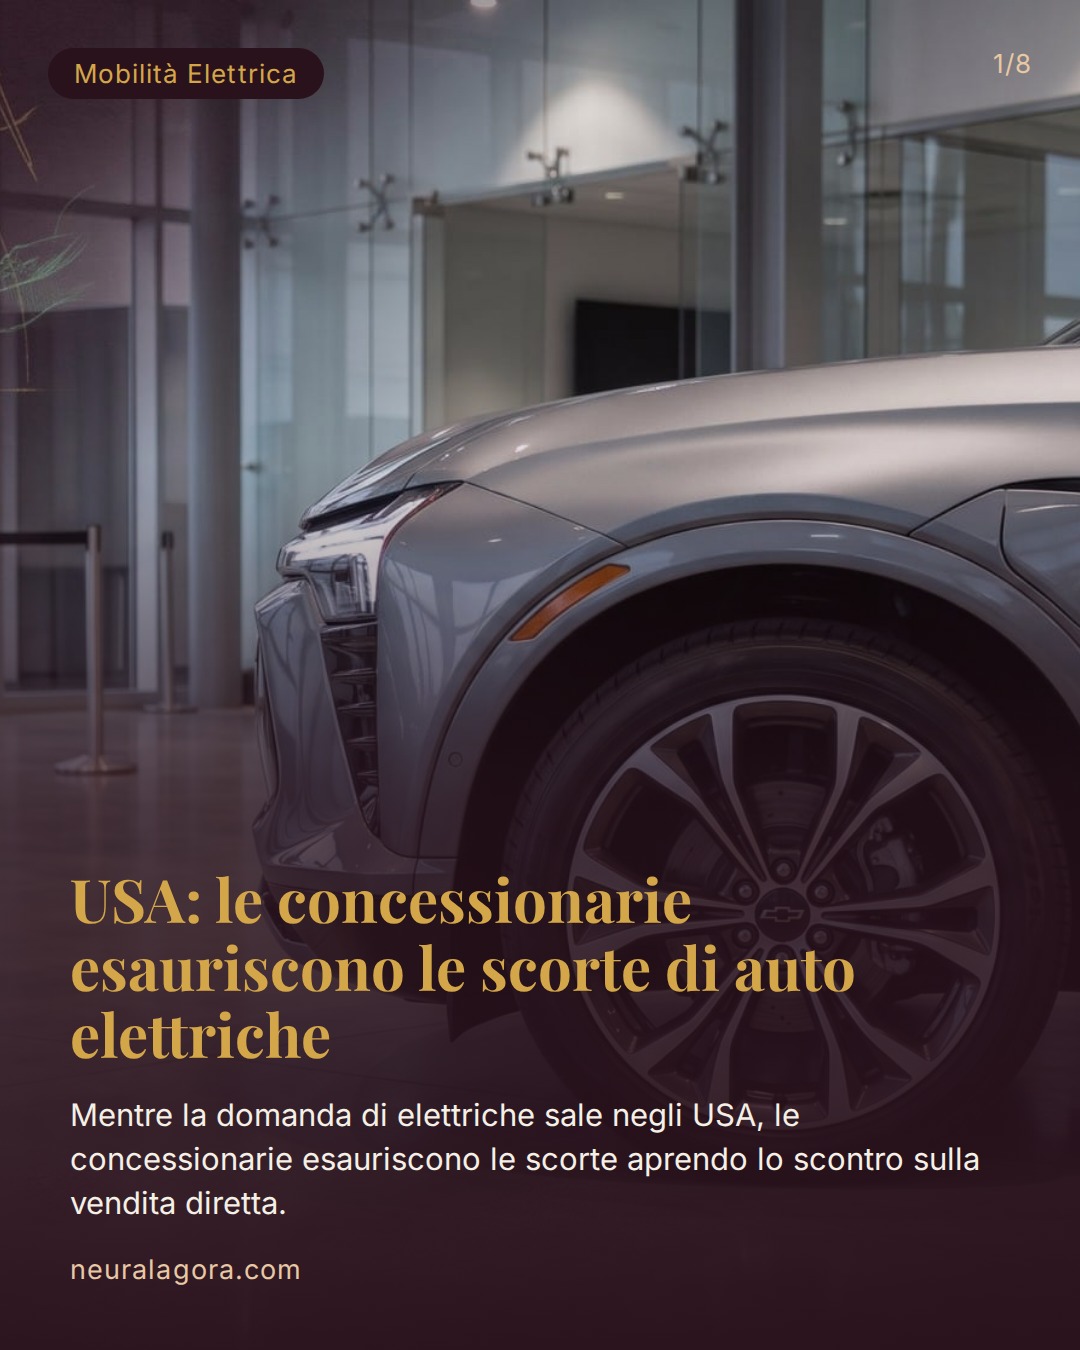 Mobilità Elettrica
1/8
USA: le concessionarie
esauriscono le scorte di auto
elettriche
Mentre la domanda di elettriche sale negli USA, le
concessionarie esauriscono le scorte aprendo lo scontro sulla
vendita diretta.
neuralagora.com